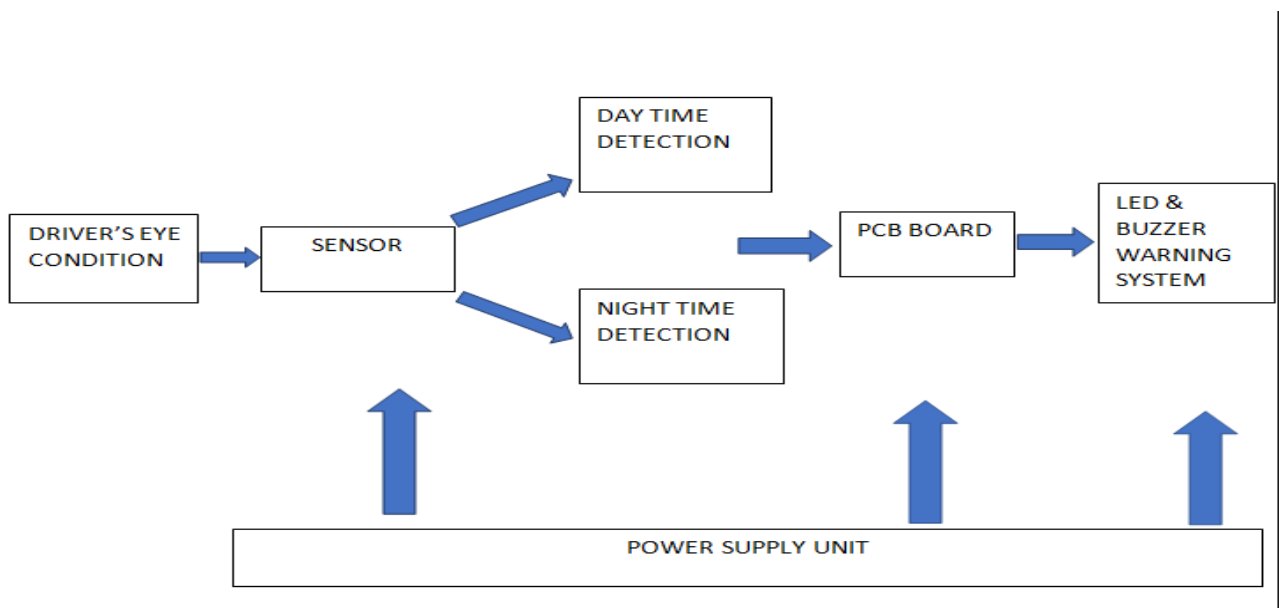 DRIVER'S EYE
CONDITION
SENSOR
DAY TIME
DETECTION
NIGHT TIME
DETECTION
PCB BOARD
LED &
BUZZER
WARNING
SYSTEM
POWER SUPPLY UNIT